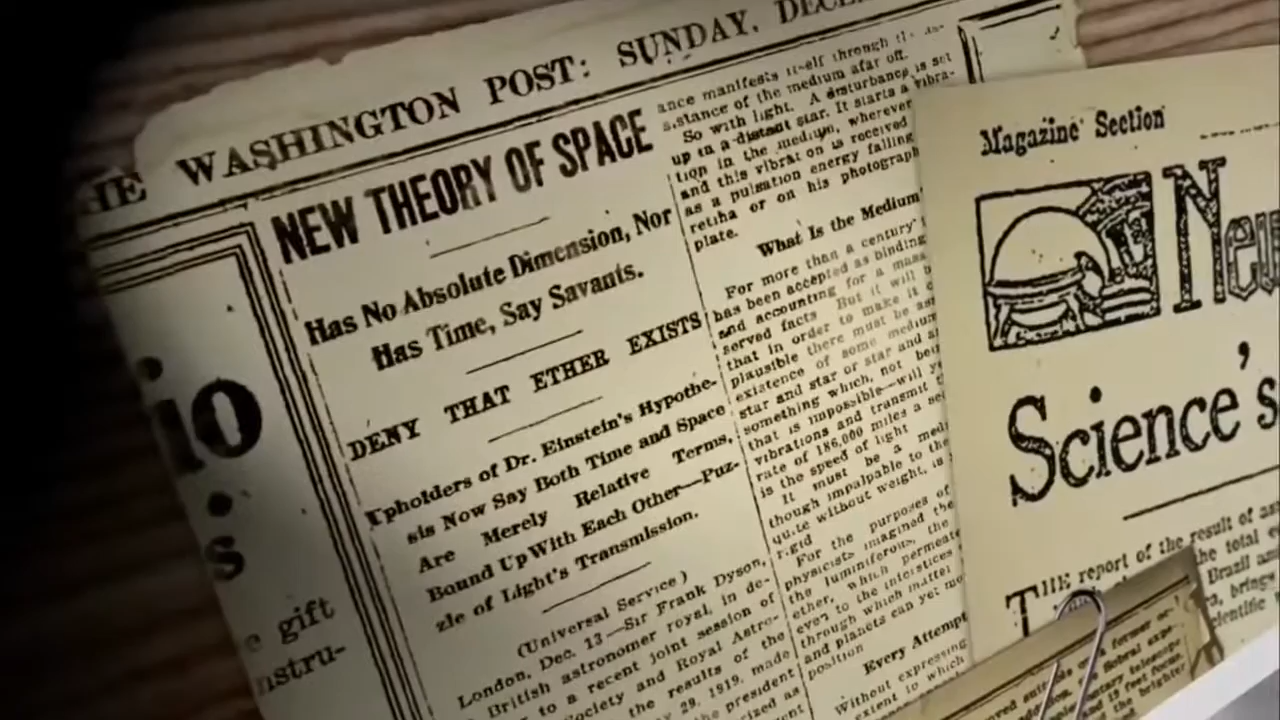 HE WASHINGTON POST: SUNDAY,
NEW THEORY OF SPACE
Has No Absolute Dimension, Nor
Has Time, Say Savants.
DENY THAT ETHER EXISTS
pholders of Dr. Einstein's Hypothe-
sis Now Say Both Time and Space
Are Merely Relative Terms,
Bound Up With Each Other—Puz-
zle of Light's Transmission.
(Universal Service)
London, Dec. 13—Sir Frank Dyson,
British astronomer royal, in de-
to a recent joint session of
Society and Royal Astro-
the results of the
29, 1919, made
the president
as
ance manifests itself through
stance of the medium afar off.
So with light. A disturbance is set
up in a distant star. It starts a vibra-
tion in the medium, wherever
and this vibration is received
as a pulsation energy falling
retina or on his photograph
plate.
What Is the Medium
For more than a century
has been accepted as binding
and accounting for a mass
served facts But it will b
that in order to make it
plausible there must be
existence of some medium
star and star or star and
something which, not
that is impossible—will
vibrations and transmit
rate of 186,000 miles a se
is the speed of light
It must be a medi
though impalpable to the
quite without weight, is
rigid
For the purposes of
physicists imagined the
the luminiferous, the
ether, which permeate
even to the interstices
through which matter
and planets can yet mo
position
Every Attempt
Without expressing
extent to which
io
s
e gift
nstru-
Magazine Section
New
Science's
THE report of the result of
the total
Brazil
brings